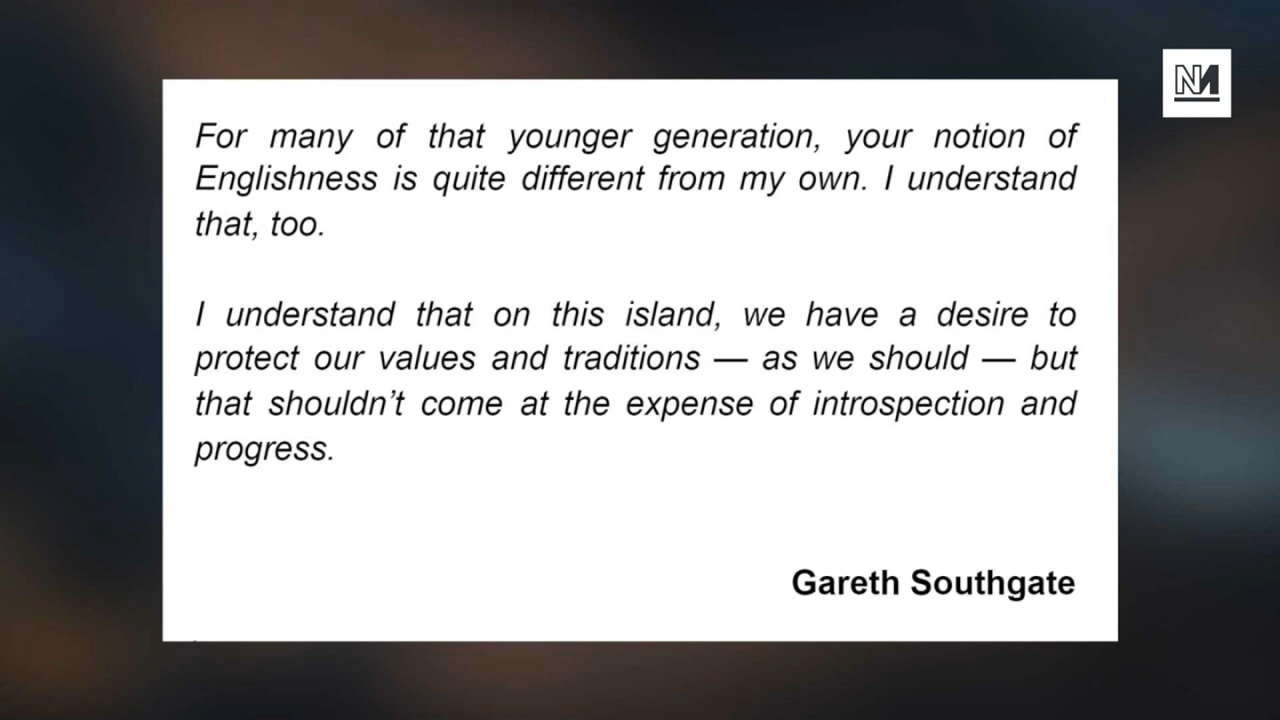 For many of that younger generation, your notion of
Englishness is quite different from my own. I understand
that, too.
I understand that on this island, we have a desire to
protect our values and traditions — as we should — but
that shouldn’t come at the expense of introspection and
progress.
Gareth Southgate
NM